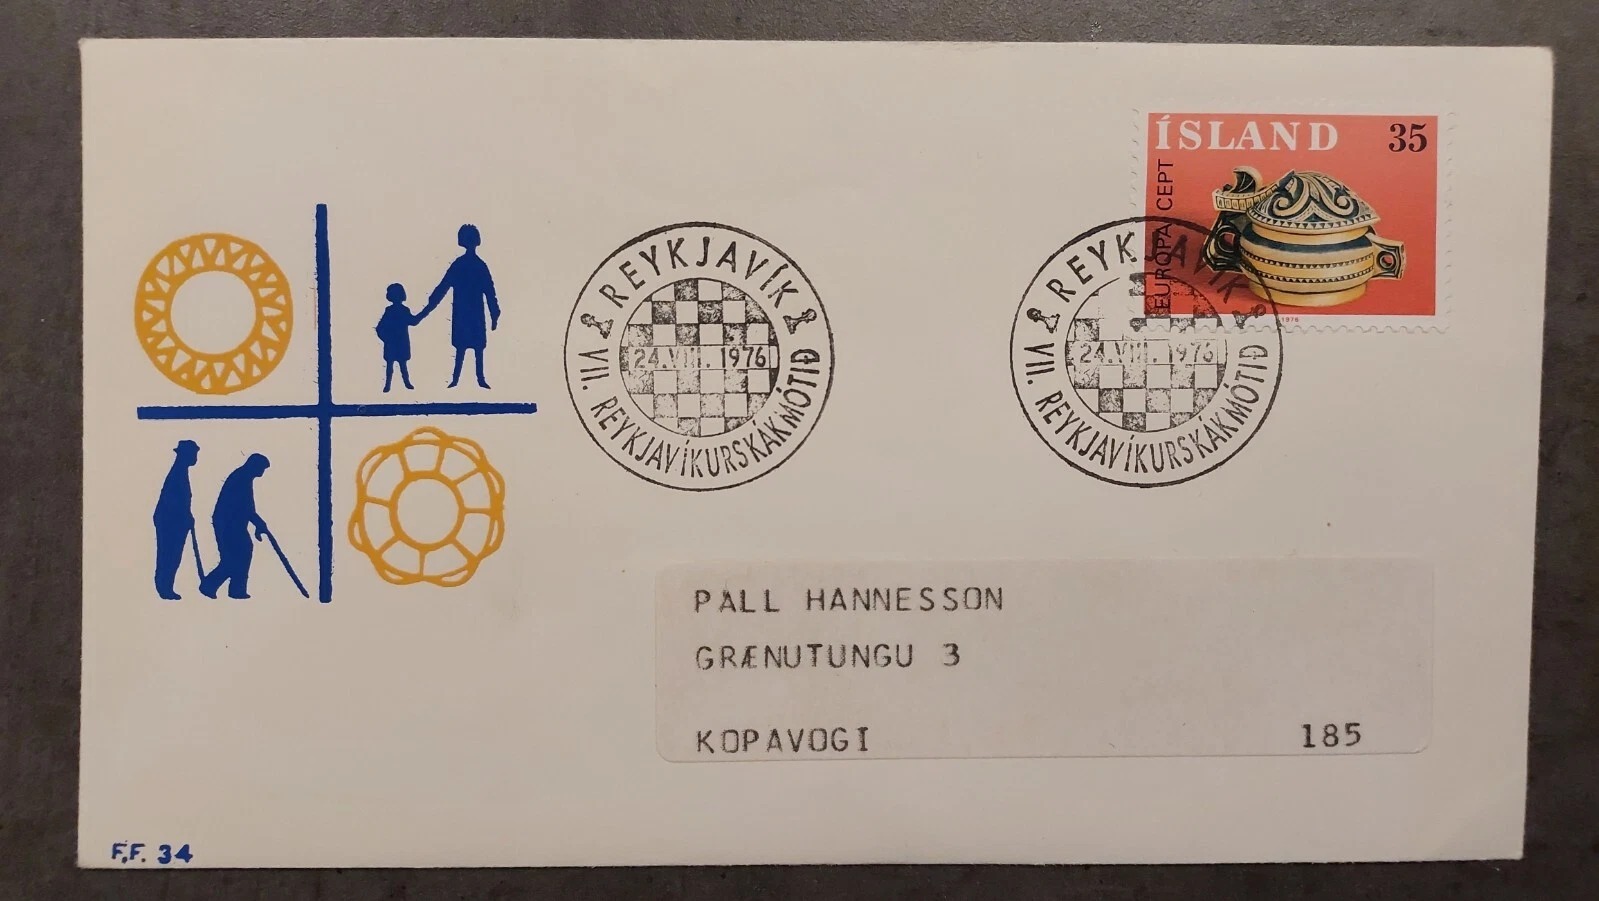 ÍSLAND 35
EUROPA CEPT
1976
REYKJAVÍK
24.VIII. 1976
VII. REYKJAVÍKURSKÁKMÓTIÐ
REYKJAVÍK
24.VIII. 1976
VII. REYKJAVÍKURSKÁKMÓTIÐ
PALL HANNESSON
GRÆNUTUNGU 3
KOPAVOGI 185
F.F. 34